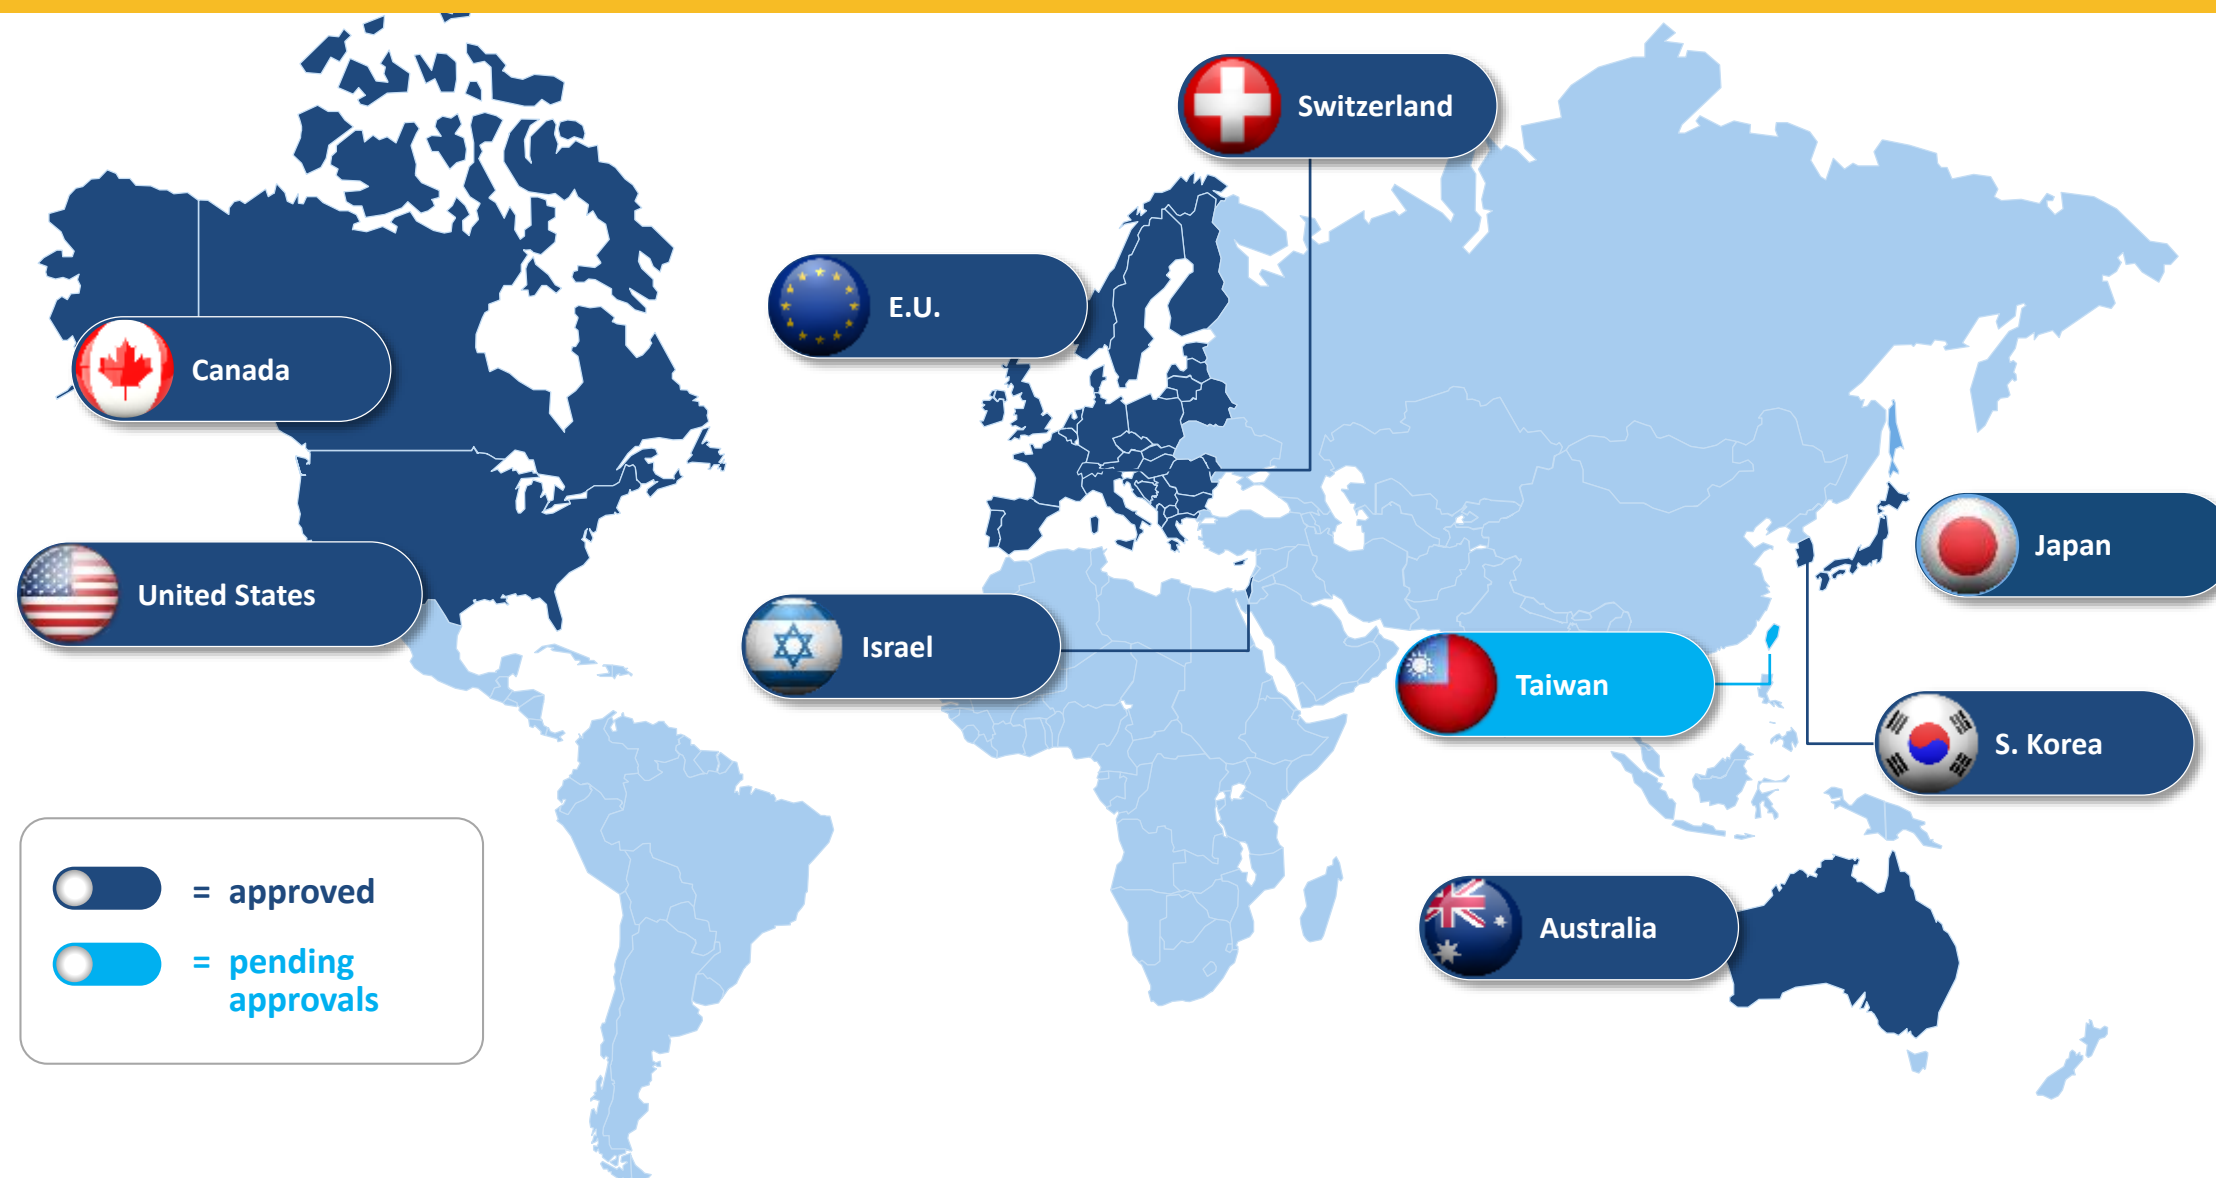 Switzerland
E.U.
Canada
Japan
United States
Israel
Taiwan
S. Korea
= approved
Australia
= pending
approvals